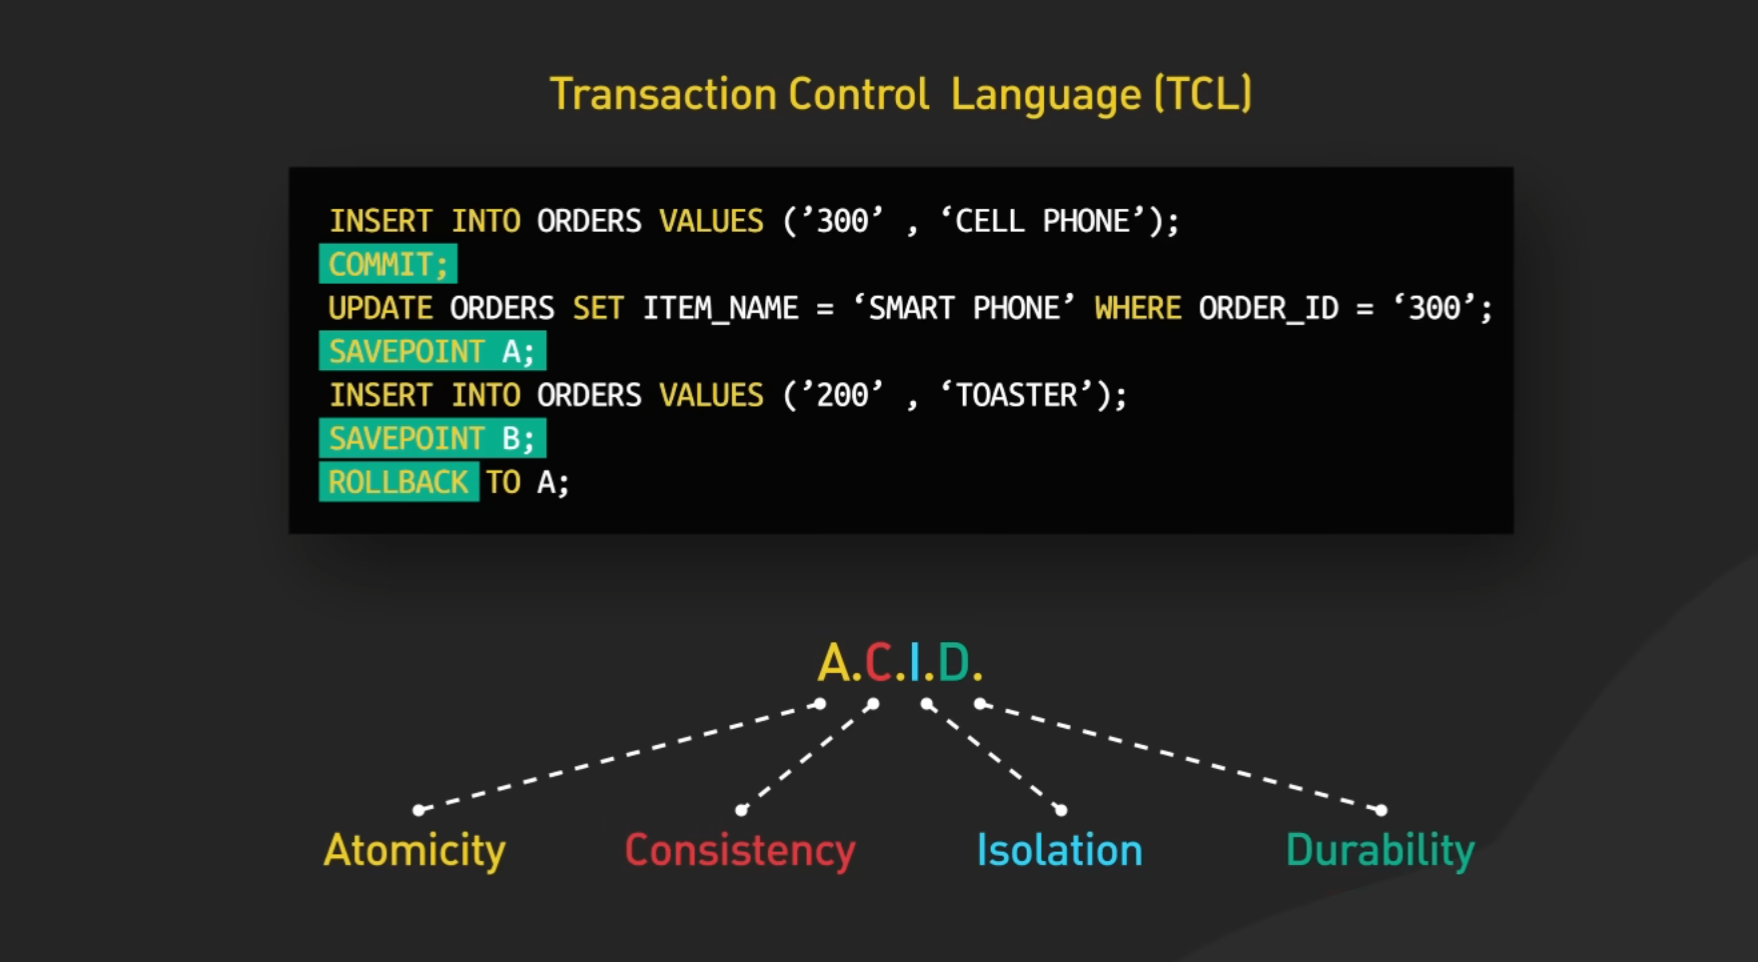 Transaction Control Language (TCL)
INSERT INTO ORDERS VALUES (’300’ , ‘CELL PHONE’);
COMMIT;
UPDATE ORDERS SET ITEM_NAME = ‘SMART PHONE’ WHERE ORDER_ID = ‘300’;
SAVEPOINT A;
INSERT INTO ORDERS VALUES (’200’ , ‘TOASTER’);
SAVEPOINT B;
ROLLBACK TO A;
A.C.I.D.
Atomicity Consistency Isolation Durability